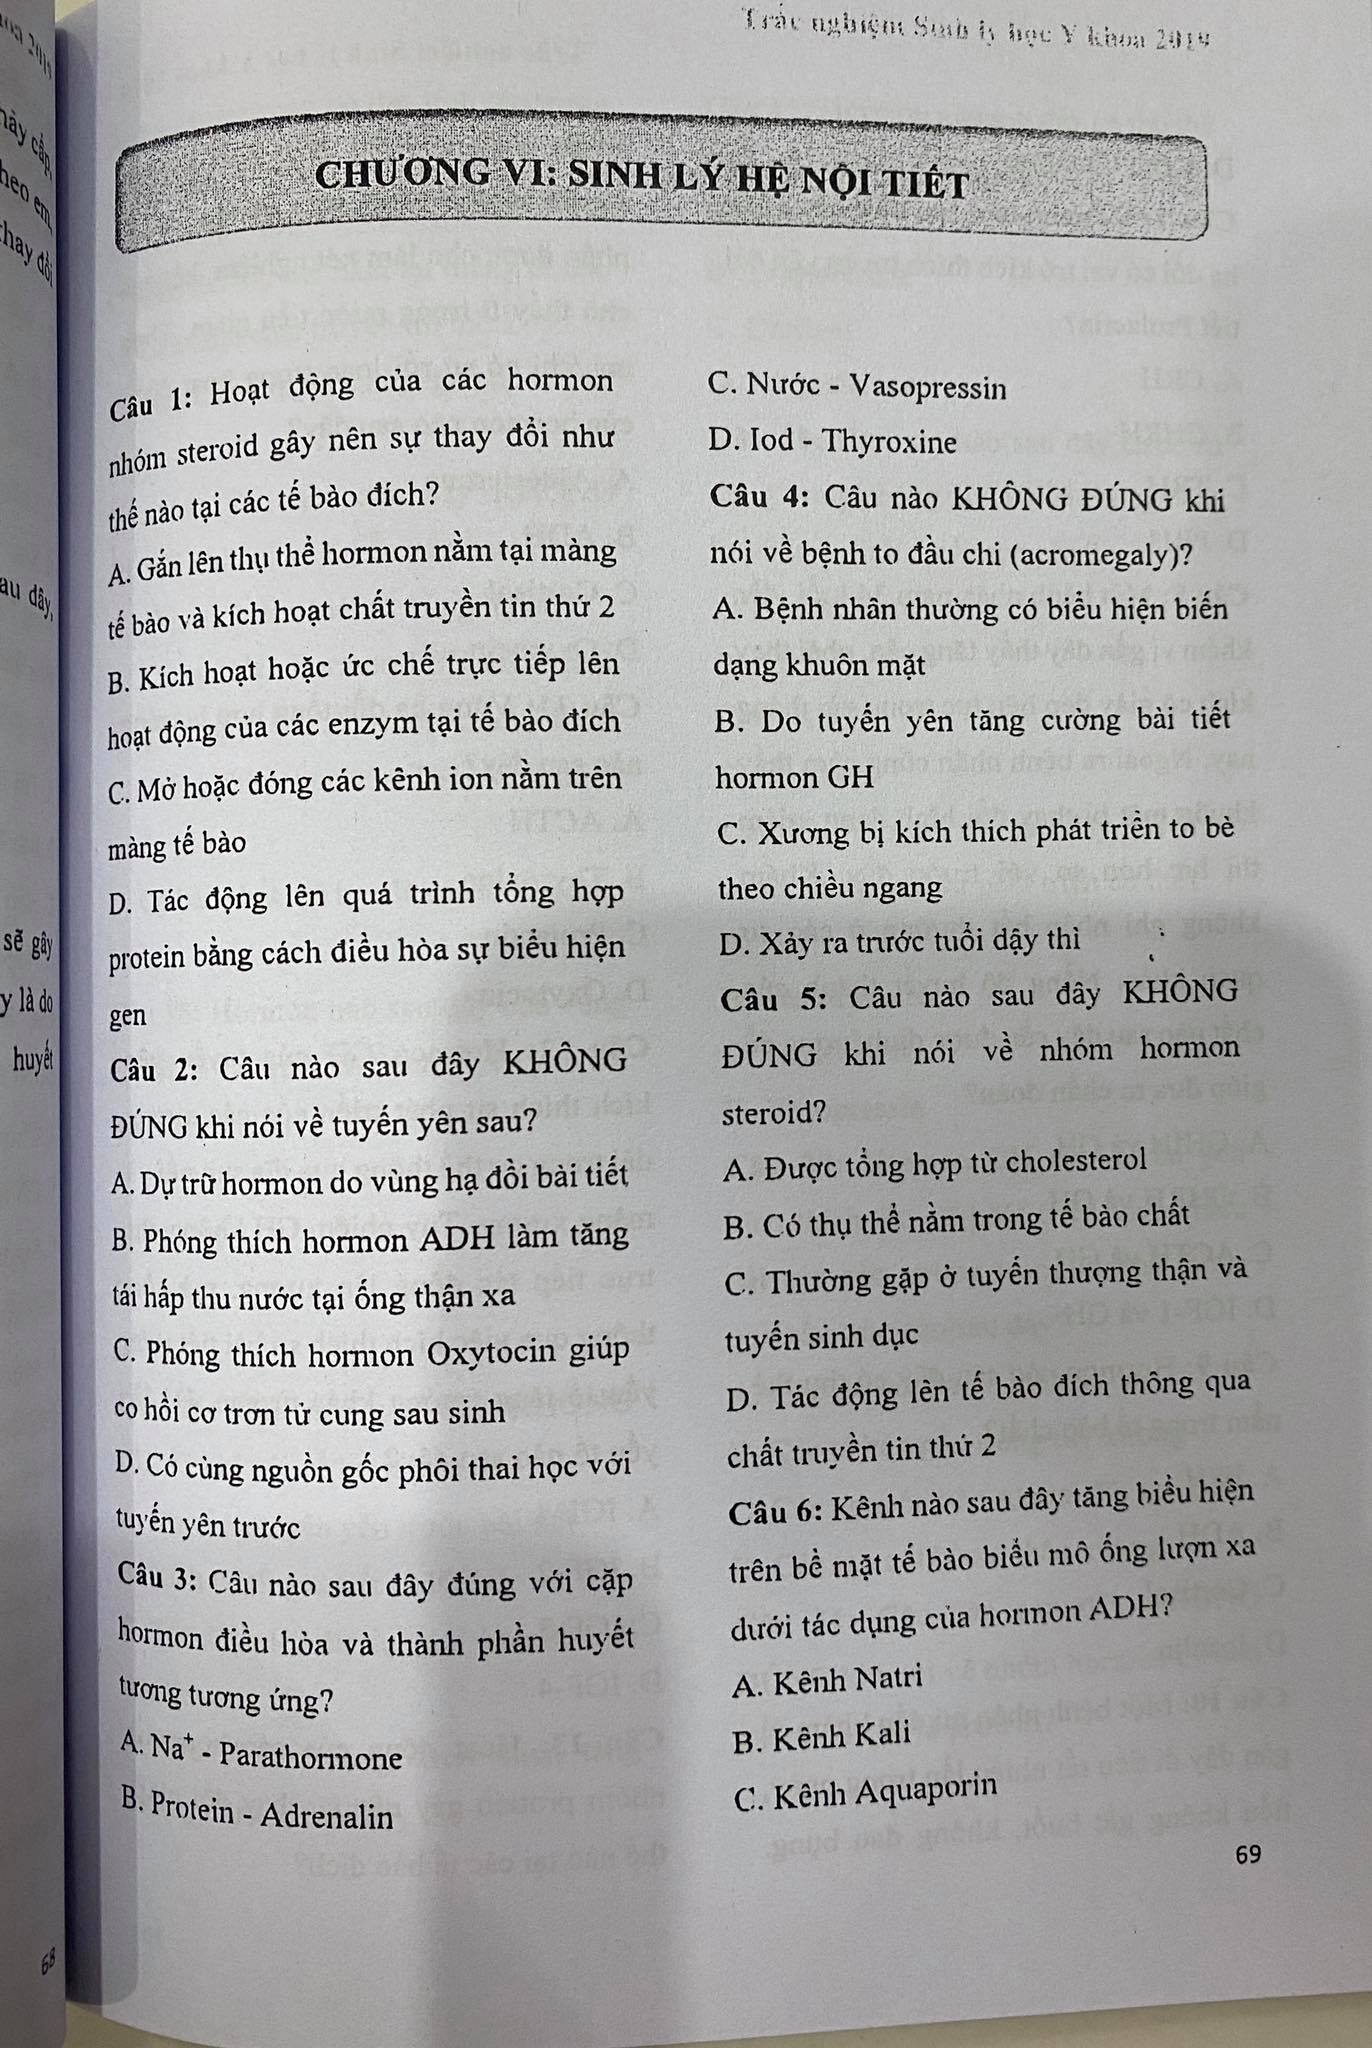 Trắc nghiệm Sinh lý học Y khoa 2019
CHƯƠNG VI: SINH LÝ HỆ NỘI TIẾT
Câu 1: Hoạt động của các hormon
nhóm steroid gây nên sự thay đổi như
thế nào tại các tế bào đích?
A. Gắn lên thụ thể hormon nằm tại màng
tế bào và kích hoạt chất truyền tin thứ 2
B. Kích hoạt hoặc ức chế trực tiếp lên
hoạt động của các enzym tại tế bào đích
C. Mở hoặc đóng các kênh ion nằm trên
màng tế bào
D. Tác động lên quá trình tổng hợp
protein bằng cách điều hòa sự biểu hiện
gen
Câu 2: Câu nào sau đây KHÔNG
ĐÚNG khi nói về tuyến yên sau?
A. Dự trữ hormon do vùng hạ đồi bài tiết
B. Phóng thích hormon ADH làm tăng
tái hấp thu nước tại ống thận xa
C. Phóng thích hormon Oxytocin giúp
co hồi cơ trơn tử cung sau sinh
D. Có cùng nguồn gốc phôi thai học với
tuyến yên trước
Câu 3: Câu nào sau đây đúng với cặp
hormon điều hòa và thành phần huyết
tương tương ứng?
A. Na⁺ - Parathormone
B. Protein - Adrenalin
C. Nước - Vasopressin
D. Iod - Thyroxine
Câu 4: Câu nào KHÔNG ĐÚNG khi
nói về bệnh to đầu chi (acromegaly)?
A. Bệnh nhân thường có biểu hiện biến
dạng khuôn mặt
B. Do tuyến yên tăng cường bài tiết
hormon GH
C. Xương bị kích thích phát triển to bè
theo chiều ngang
D. Xảy ra trước tuổi dậy thì
Câu 5: Câu nào sau đây KHÔNG
ĐÚNG khi nói về nhóm hormon
steroid?
A. Được tổng hợp từ cholesterol
B. Có thụ thể nằm trong tế bào chất
C. Thường gặp ở tuyến thượng thận và
tuyến sinh dục
D. Tác động lên tế bào đích thông qua
chất truyền tin thứ 2
Câu 6: Kênh nào sau đây tăng biểu hiện
trên bề mặt tế bào biểu mô ống lượn xa
dưới tác dụng của hormon ADH?
A. Kênh Natri
B. Kênh Kali
C. Kênh Aquaporin
69
cấp,
heo em,
thay đổi
au đây,
sẽ gây
y là do
huyết
68